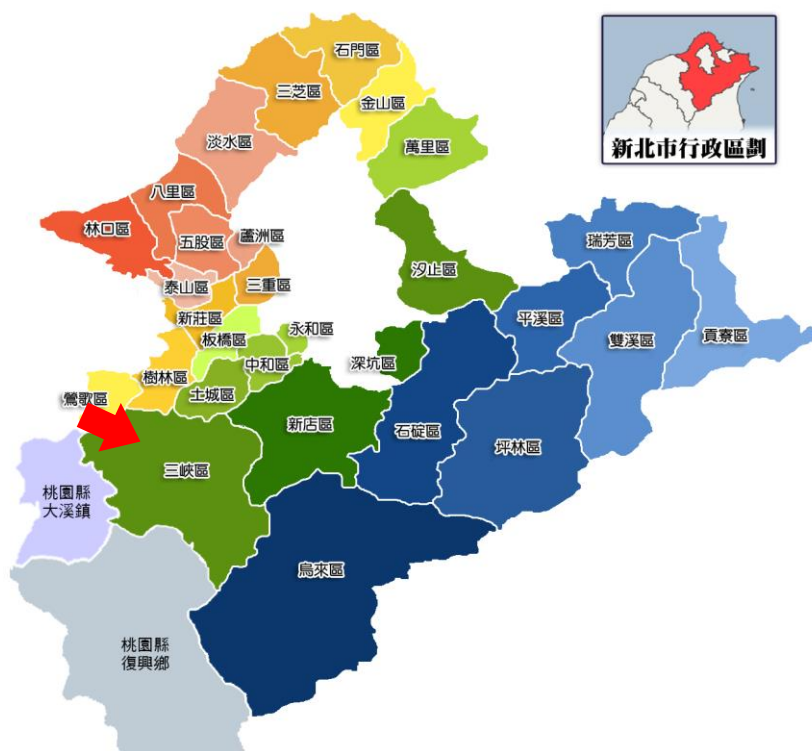 石門區
三芝區
金山區
淡水區
萬里區
新北市行政區劃
八里區
林口區
五股區
蘆洲區
瑞芳區
汐止區
泰山區
三重區
新莊區
平溪區
永和區
板橋區
雙溪區
貢寮區
深坑區
中和區
樹林區
土城區
鶯歌區
新店區
石碇區
坪林區
三峽區
桃園縣
大溪鎮
烏來區
桃園縣
復興鄉